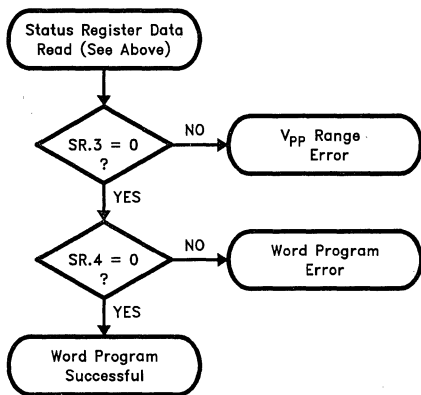 Status Register Data
Read (See Above)
SR.3 = 0
?
NO
VPP Range
Error
YES
SR.4 = 0
?
NO
Word Program
Error
YES
Word Program
Successful